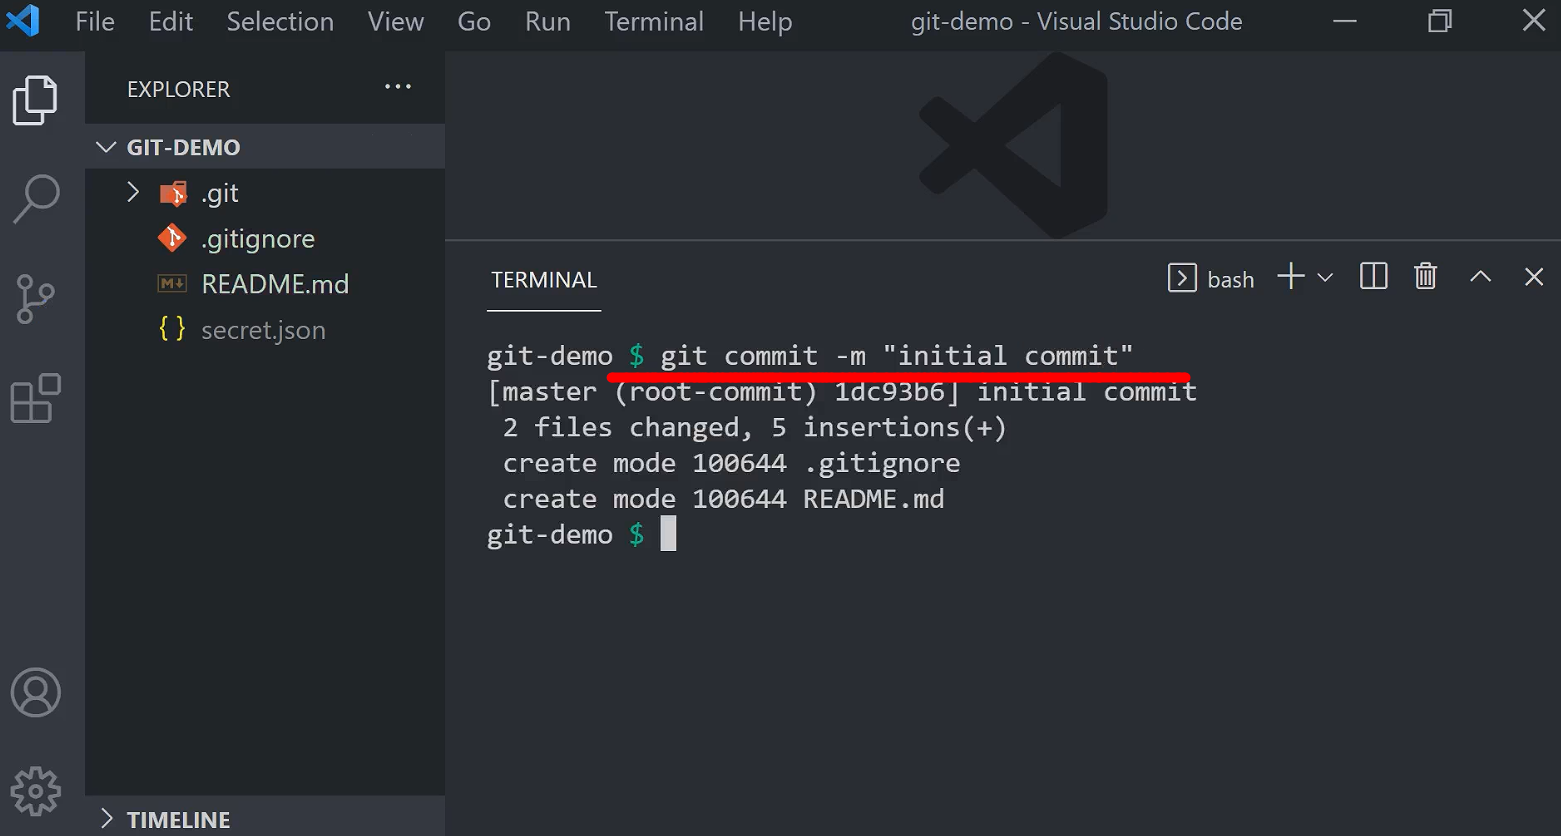 File Edit Selection View Go Run Terminal Help git-demo - Visual Studio Code
EXPLORER
GIT-DEMO
.git
.gitignore
README.md
secret.json
TIMELINE
TERMINAL
bash
git-demo $ git commit -m "initial commit"
[master (root-commit) 1dc93b6] initial commit
2 files changed, 5 insertions(+)
create mode 100644 .gitignore
create mode 100644 README.md
git-demo $